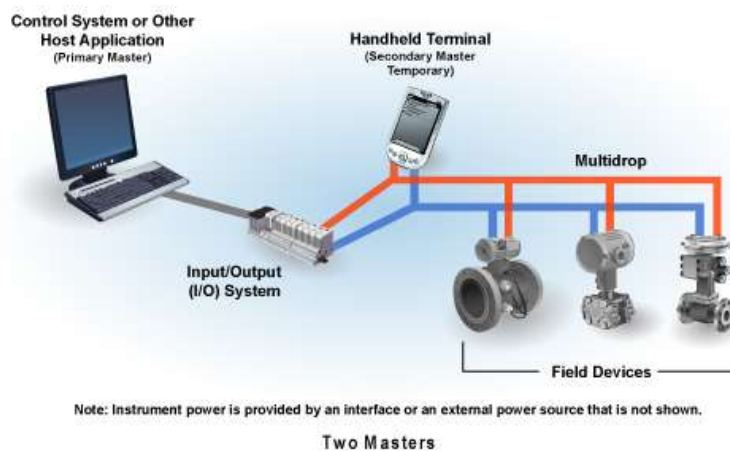 Control System or Other
Host Application
(Primary Master)
Handheld Terminal
(Secondary Master
Temporary)
Multidrop
Input/Output
(I/O) System
Field Devices
Note: Instrument power is provided by an interface or an external power source that is not shown.
Two Masters